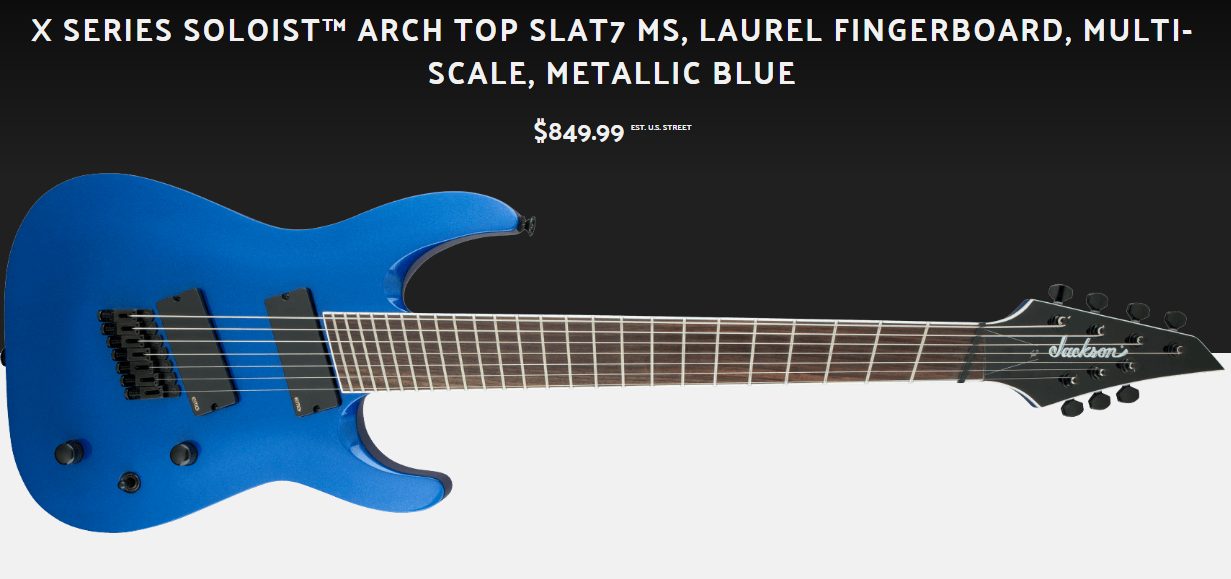 X SERIES SOLOIST™ ARCH TOP SLAT7 MS, LAUREL FINGERBOARD, MULTI-
SCALE, METALLIC BLUE
$849.99 EST. U.S. STREET
Jackson